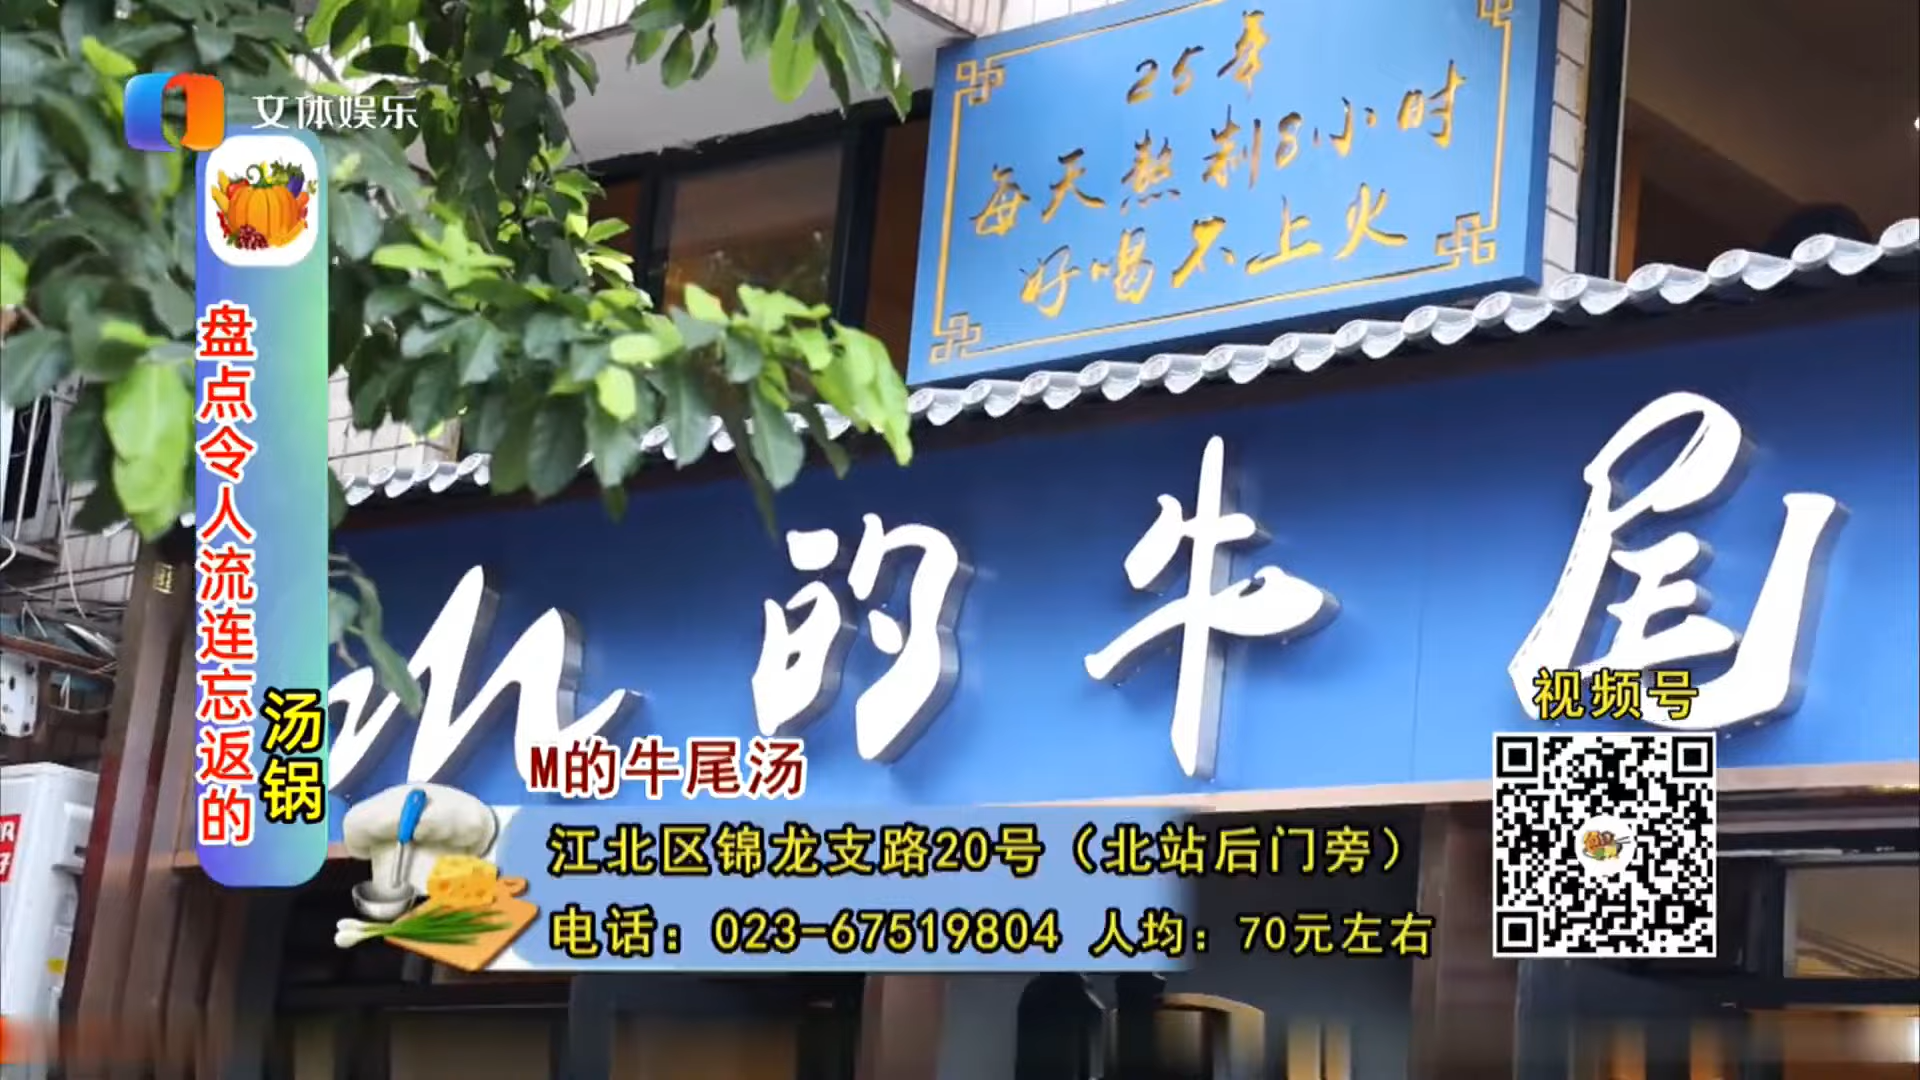 文体娱乐
25年
每天熬制8小时
好喝不上火
盘点令人流连忘返的
汤锅
M的牛尾
视频号
M的牛尾汤
江北区锦龙支路20号（北站后门旁）
电话：023-67519804 人均：70元左右